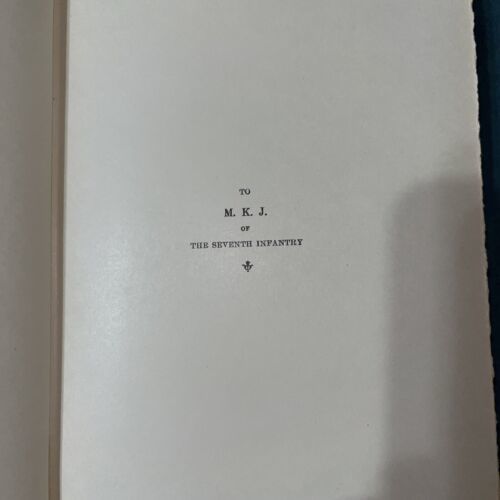 TO
M. K. J.
OF
THE SEVENTH INFANTRY